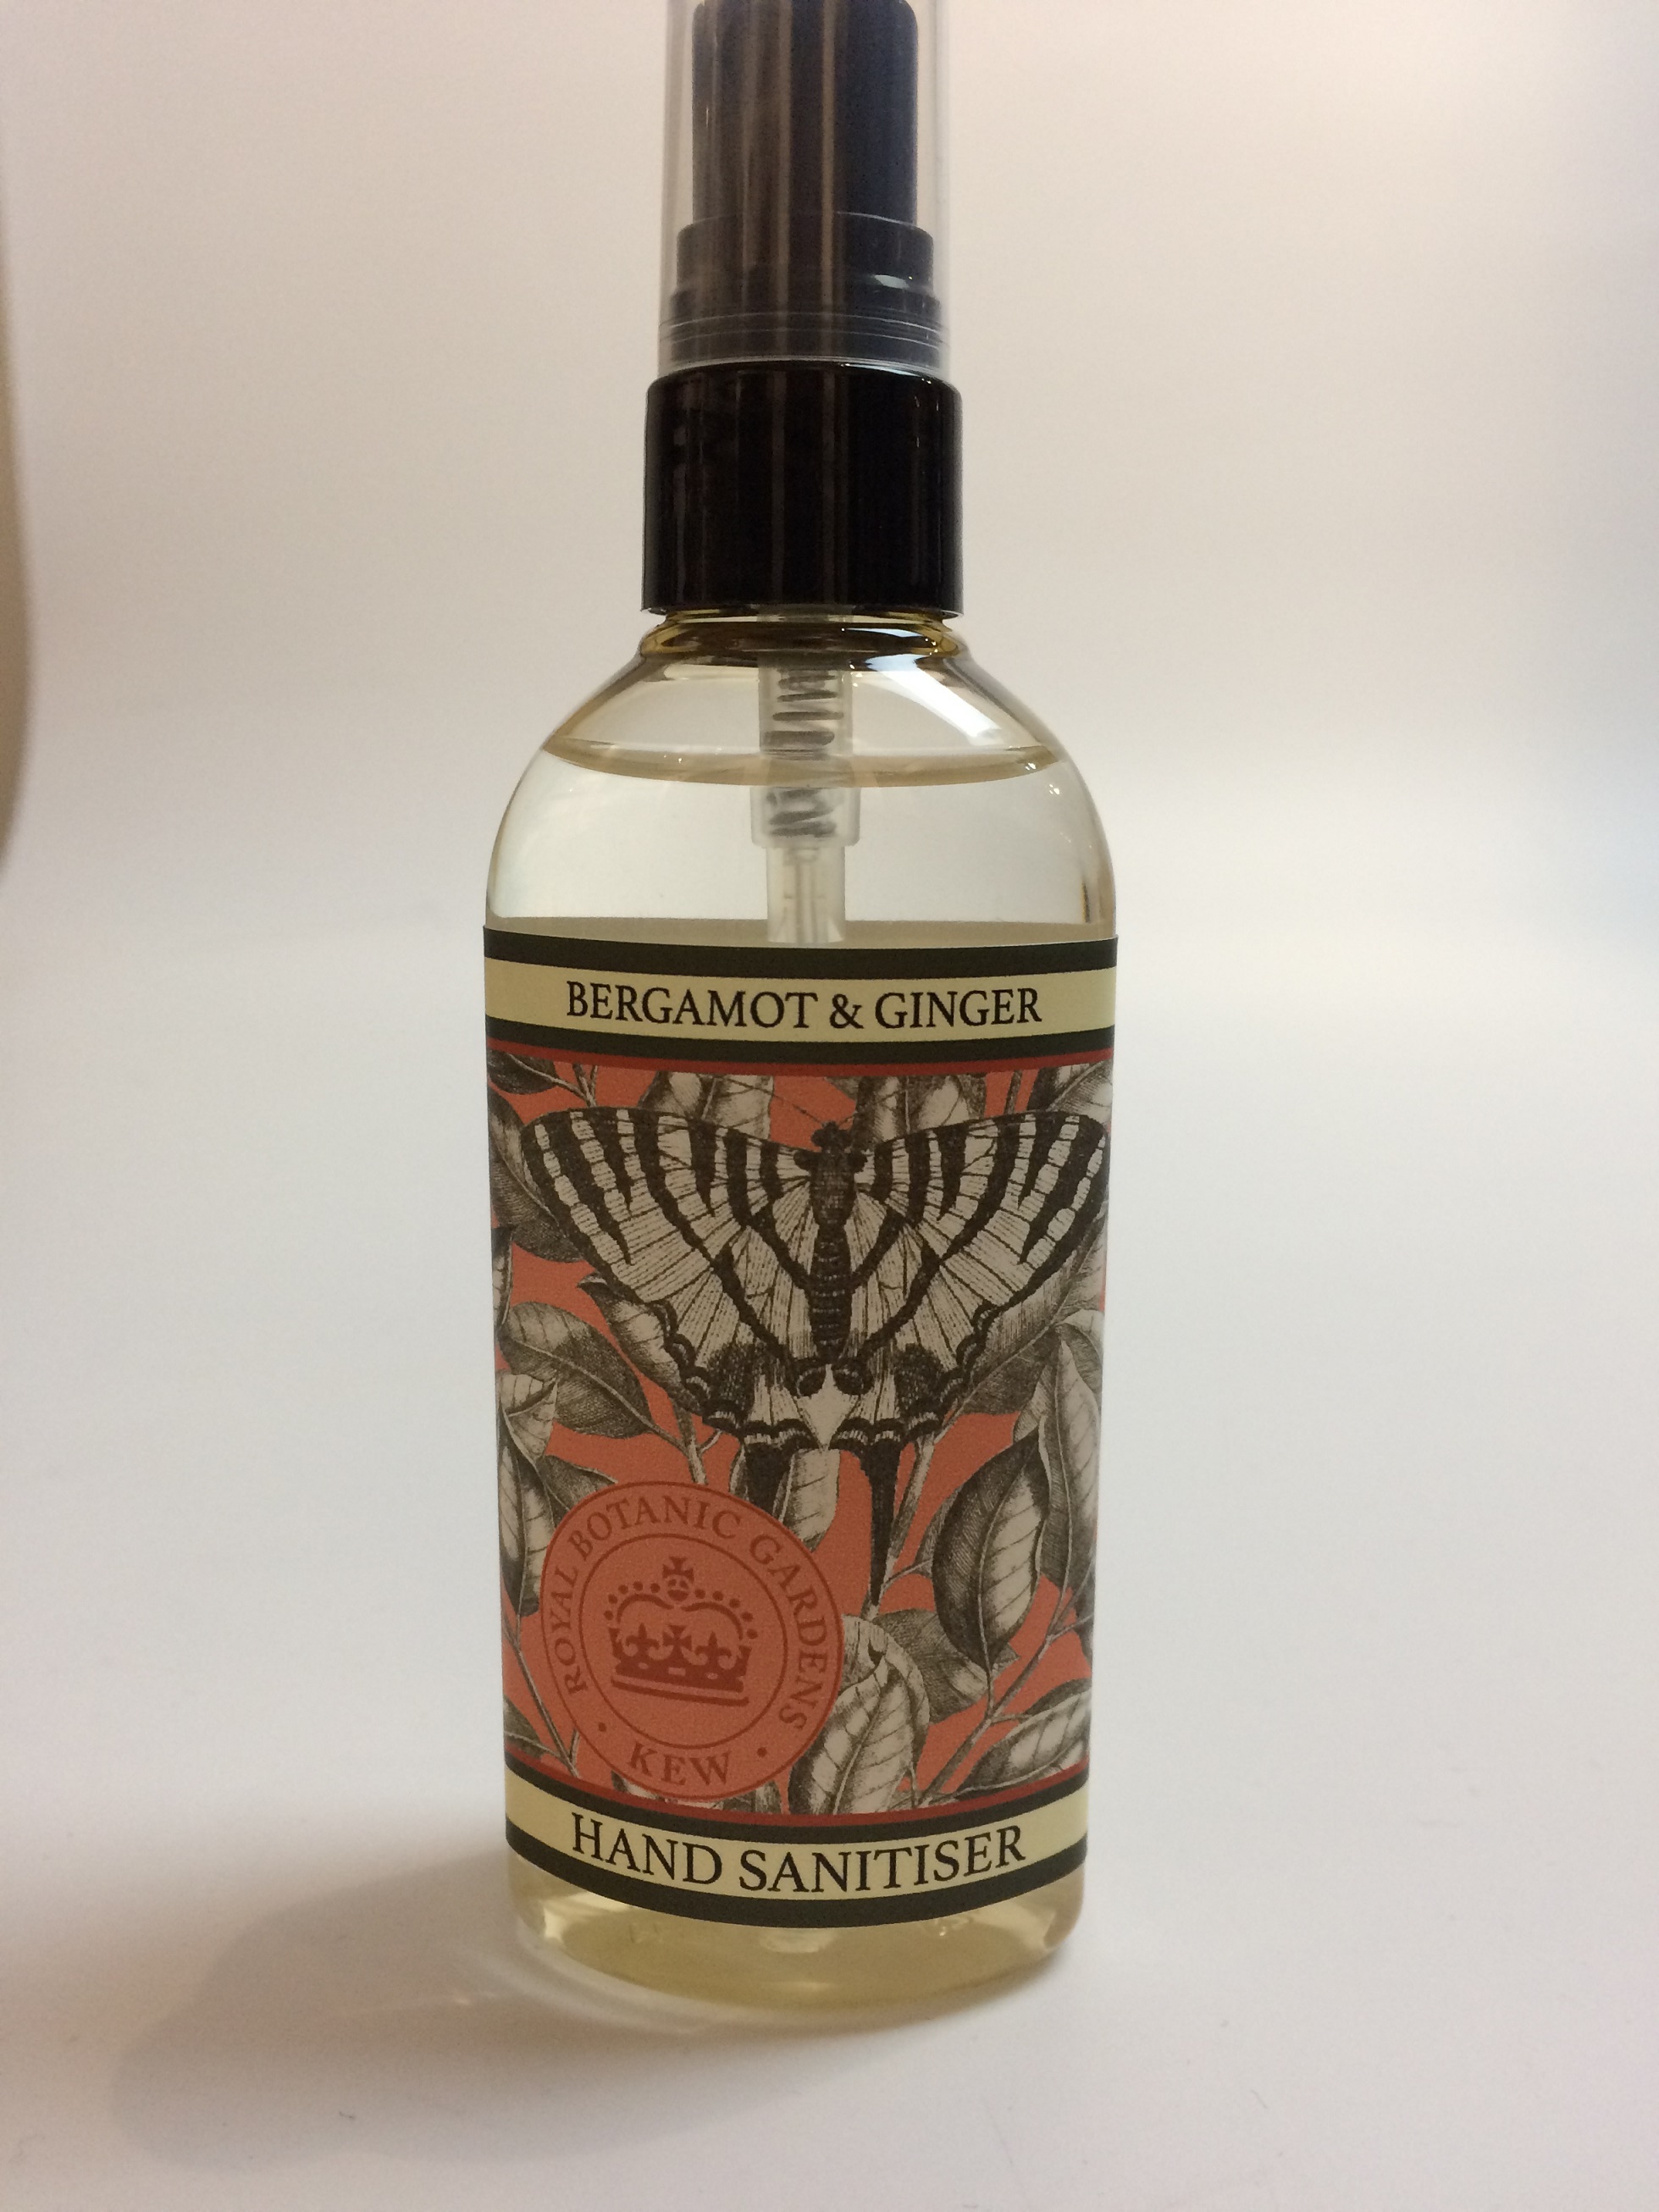 BERGAMOT & GINGER
ROYAL BOTANIC GARDENS
• KEW •
HAND SANITISER